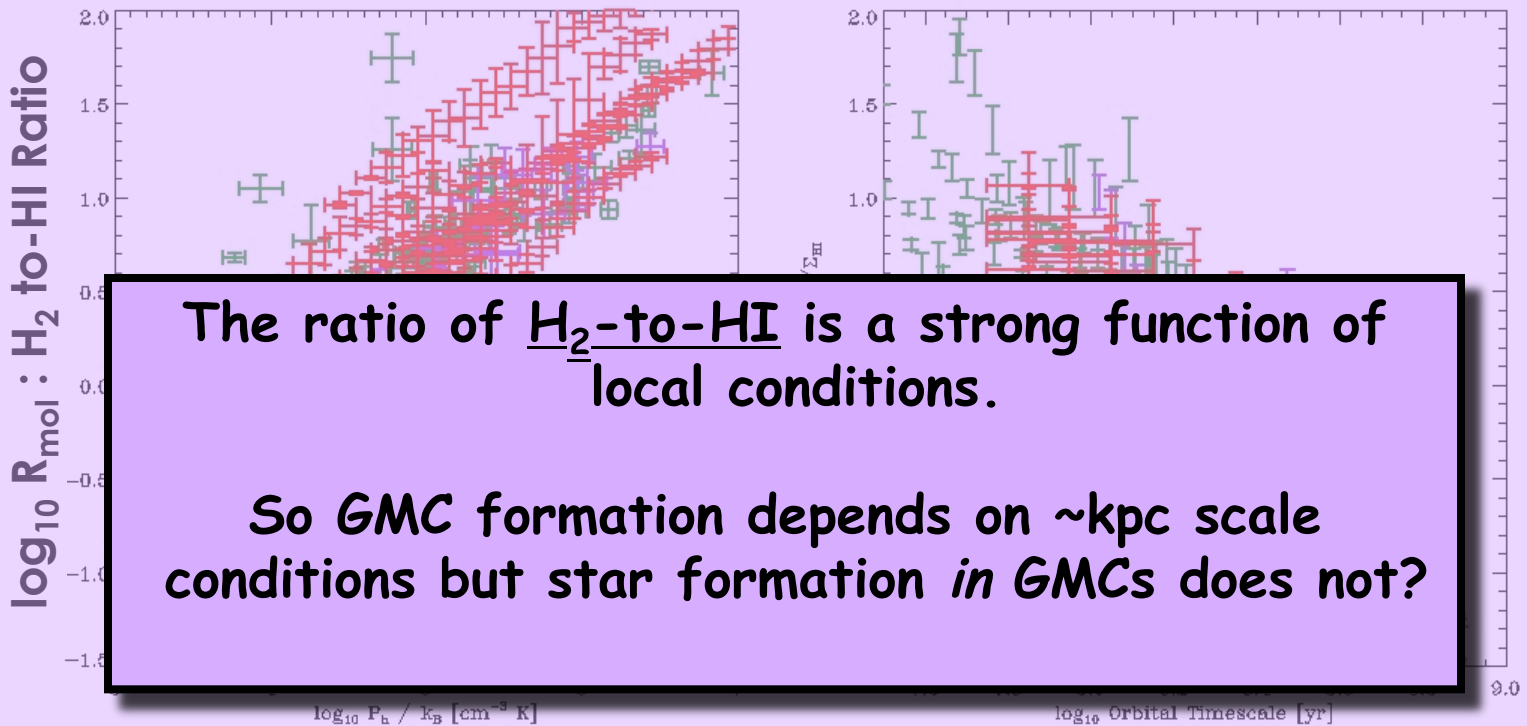 log10 Rmol : H2 to-HI Ratio
2.0
1.5
1.0
0.5
0.0
-0.5
-1.0
-1.5
2.0
1.5
1.0
The ratio of H2-to-HI is a strong function of
local conditions.
So GMC formation depends on ~kpc scale
conditions but star formation in GMCs does not?
9.0
log10 Ph / kB [cm-3 K]
log10 Orbital Timescale [yr]